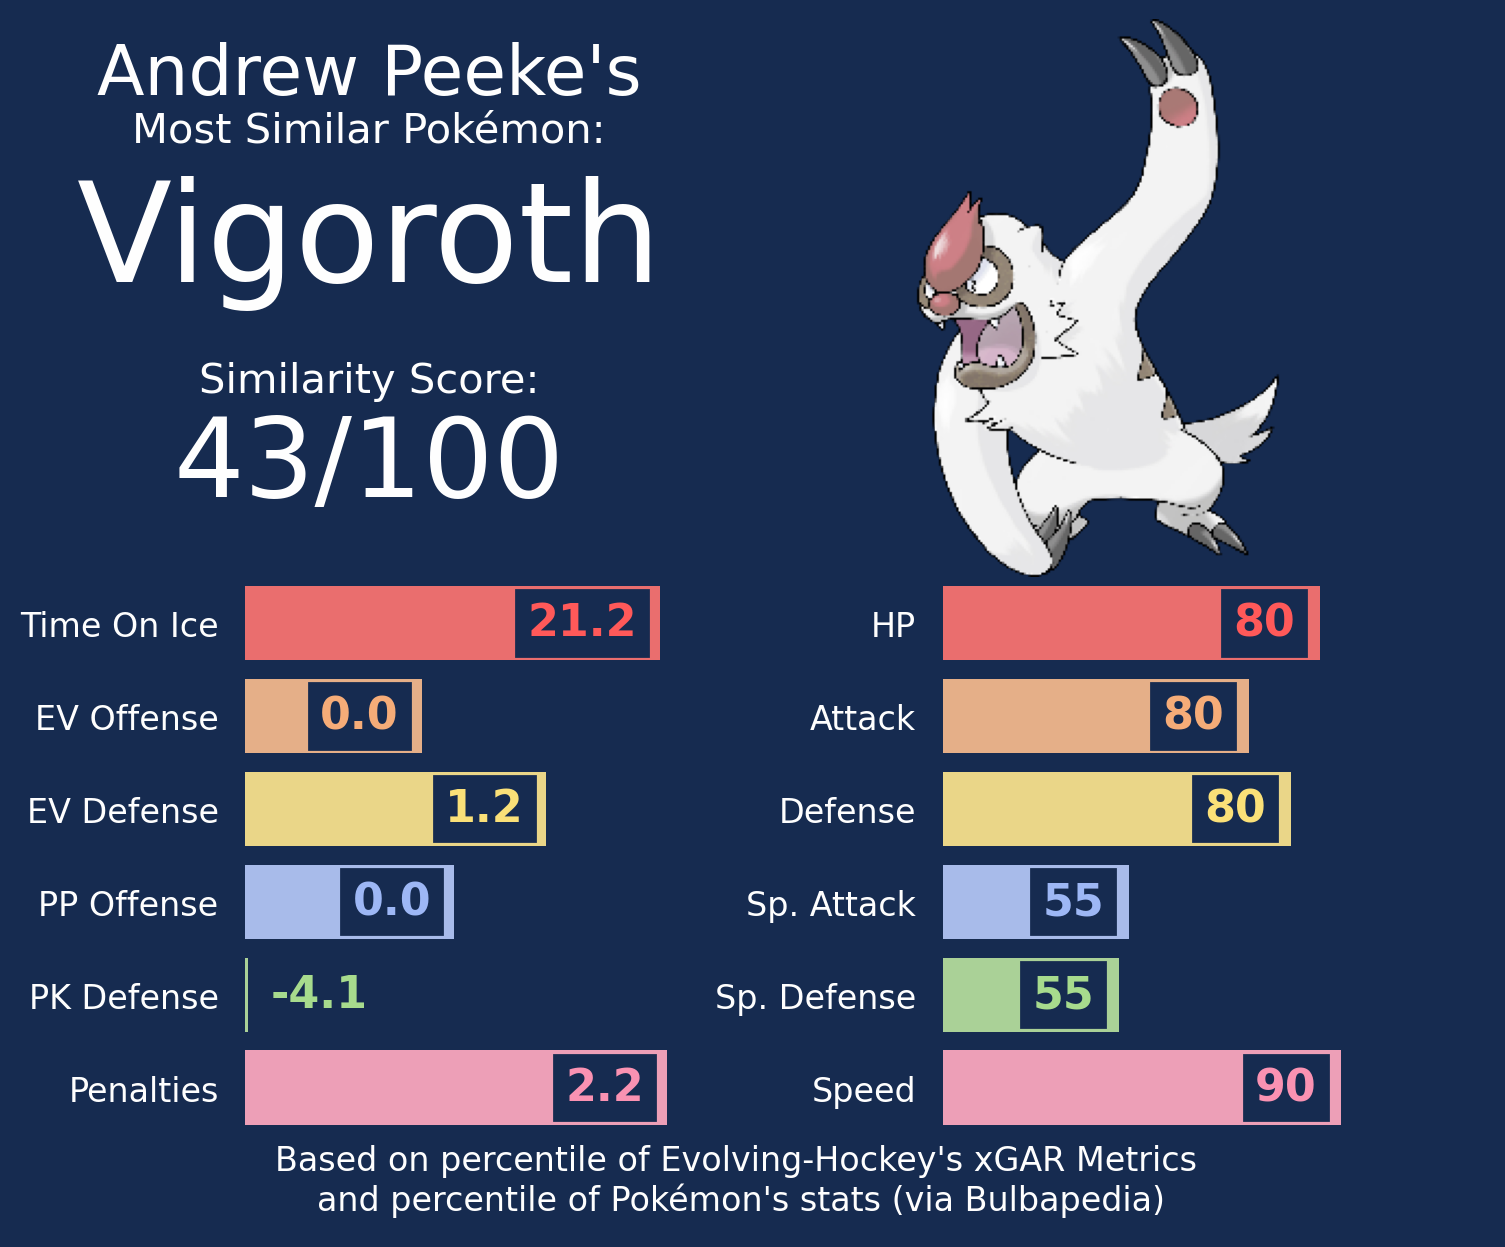 Andrew Peeke's
Most Similar Pokémon:
Vigoroth
Similarity Score:
43/100
Time On Ice 21.2
EV Offense 0.0
EV Defense 1.2
PP Offense 0.0
PK Defense -4.1
Penalties 2.2
HP 80
Attack 80
Defense 80
Sp. Attack 55
Sp. Defense 55
Speed 90
Based on percentile of Evolving-Hockey's xGAR Metrics
and percentile of Pokémon's stats (via Bulbapedia)